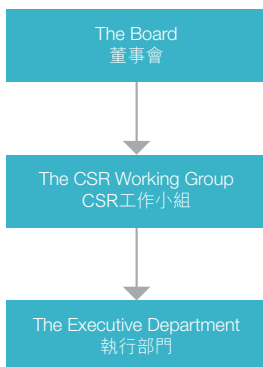 The Board
董事會
The CSR Working Group
CSR工作小組
The Executive Department
執行部門